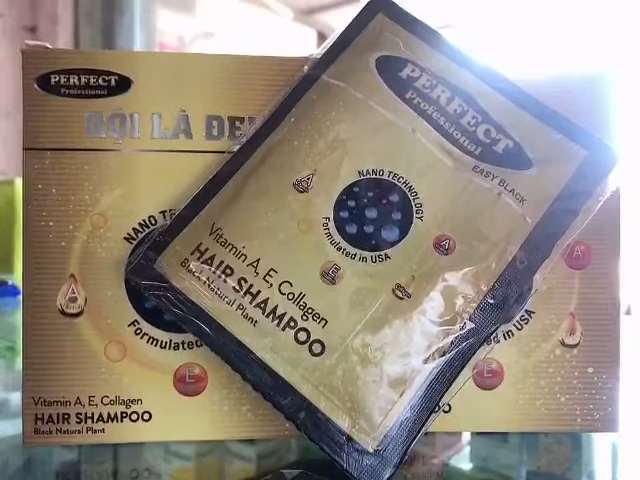 PERFECT
Professional
GỘI LÀ ĐE
NANO TE
Formulated
A
E
Vitamin A, E, Collagen
HAIR SHAMPOO
Black Natural Plant
PERFECT
Professional
EASY BLACK
NANO TECHNOLOGY
Formulated in USA
A
A
E
Vitamin A, E, Collagen
HAIR SHAMPOO
Black Natural Plant
A
ed in USA
E